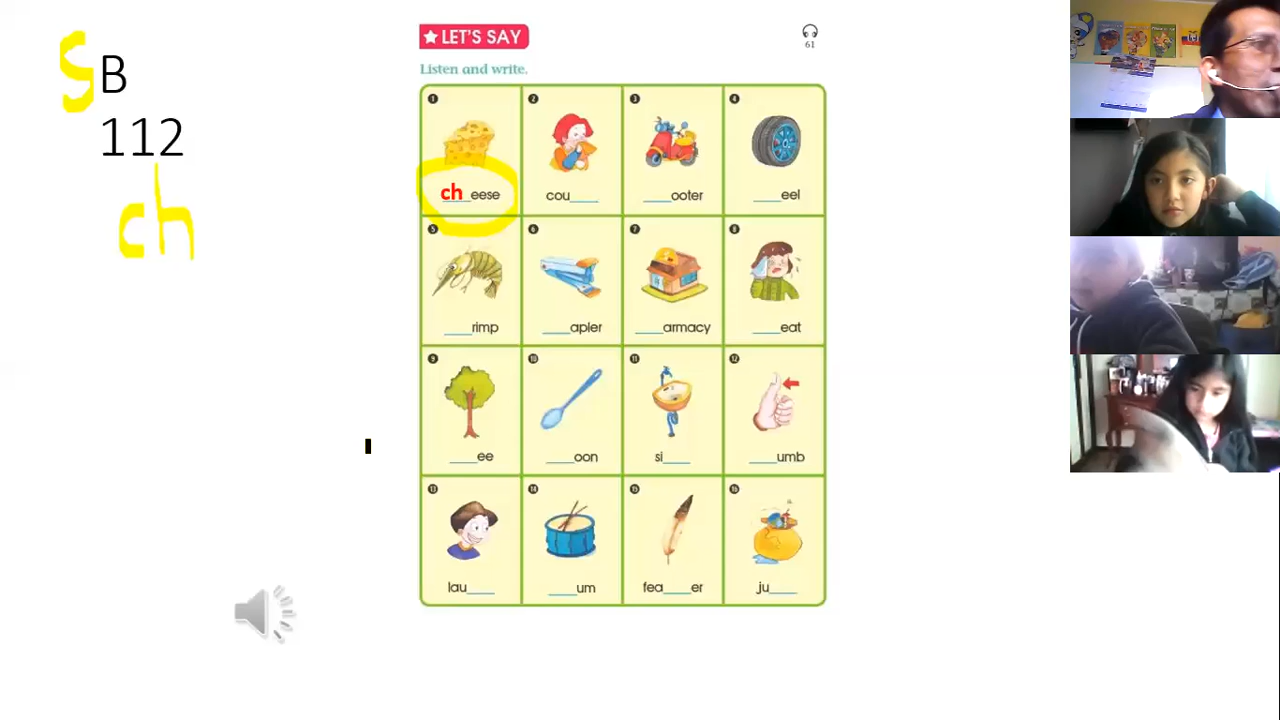 SB
112
ch
★ LET'S SAY
61
Listen and write.
1 2 3 4
ch eese cou____ ____ooter ____eel
5 6 7 8
____rimp ____apler ____armacy ____eat
9 10 11 12
____ee ____oon si____ ____umb
13 14 15 16
lau____ ____um fea____er ju____